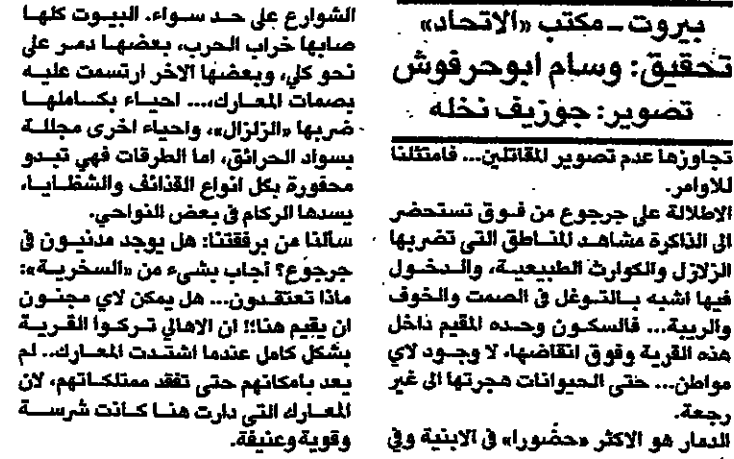 بيروت ـ مكتب «الاتحاد»
تحقيق: وسام ابوحرفوش
تصوير: جوزيف نخله
تجاوزها عدم تصوير المقاتلين... فامتثلنا
للاوامر.
الاطلالة على جرجوع من فوق تستحضر
الى الذاكرة مشاهد المناطق التي تضربها
الزلازل والكوارث الطبيعية، والدخول
فيها اشبه بالتوغل في الصمت والخوف
والريبة... فالسكون وحده المقيم داخل
هذه القرية وفوق انقاضها. لا وجود لاي
مواطن... حتى الحيوانات هجرتها الى غير
رجعة.
الدمار هو الاكثر «حضورا» في الابنية وفي
الشوارع على حد سواء. البيوت كلها
صابها خراب الحرب، بعضها دمر على
نحو كلي، وبعضها الآخر ارتسمت عليه
بصمات المعارك،... احياء بكاملها
ضربها «الزلزال»، واحياء اخرى مجللة
بسواد الحرائق، اما الطرقات فهي تبدو
محفورة بكل انواع القذائف والشظايا،
يسدها الركام في بعض النواحي.
سألنا من برفقتنا: هل يوجد مدنيون في
جرجوع؟ أجاب بشيء من «السخرية»:
ماذا تعتقدون... هل يمكن لاي مجنون
ان يقيم هنا!! ان الاهالي تركوا القرية
بشكل كامل عندما اشتدت المعارك.. لم
يعد بامكانهم حتى تفقد ممتلكاتهم، لان
المعارك التي دارت هنا كانت شرسة
وقوية وعنيفة.